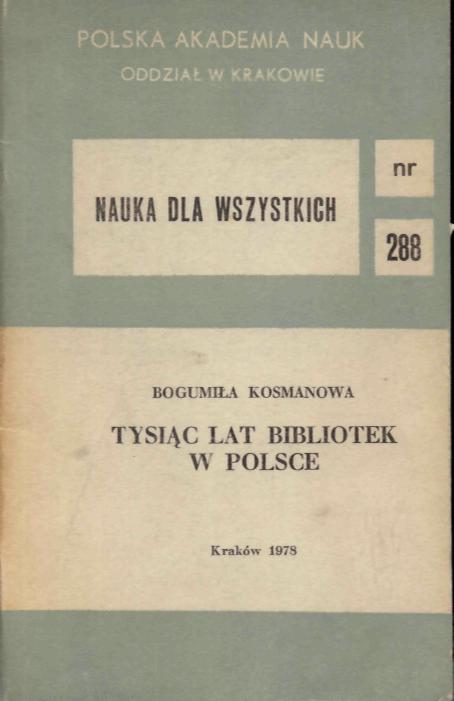 POLSKA AKADEMIA NAUK
ODDZIAŁ W KRAKOWIE
NAUKA DLA WSZYSTKICH
nr
288
BOGUMIŁA KOSMANOWA
TYSIĄC LAT BIBLIOTEK
W POLSCE
Kraków 1978